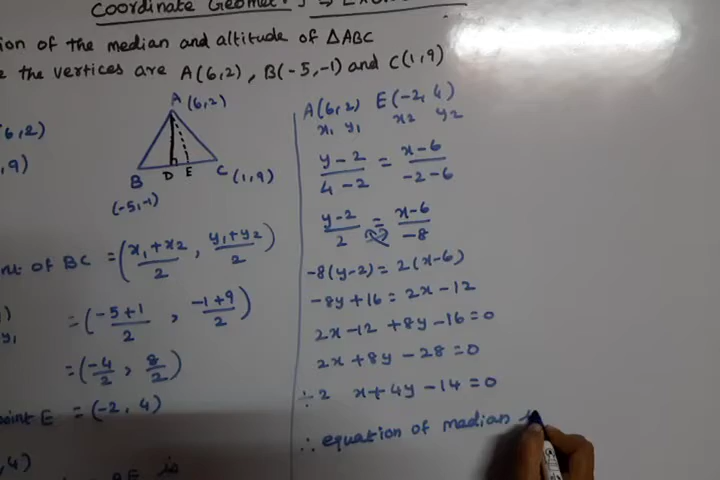 Coordinate Geomet
ion of the median and altitude of ΔABC
e the vertices are A(6,2), B(-5,-1) and C(1,9)
6,2)
,9)
A (6,2)
B
D E
C (1,9)
(-5,-1)
of BC = (x₁+x₂/2 , y₁+y₂/2)
)
y₁
= (-5+1/2 , -1+9/2)
= (-4/2 , 8/2)
oint E = (-2, 4)
,4)
is
A(6,2) E(-2,4)
x₁ y₁ x₂ y₂
y-2/4-2 = x-6/-2-6
y-2/2 = x-6/-8
-8(y-2) = 2(x-6)
-8y+16 = 2x-12
2x-12+8y-16=0
2x+8y-28=0
÷2 x+4y-14=0
∴ equation of madian